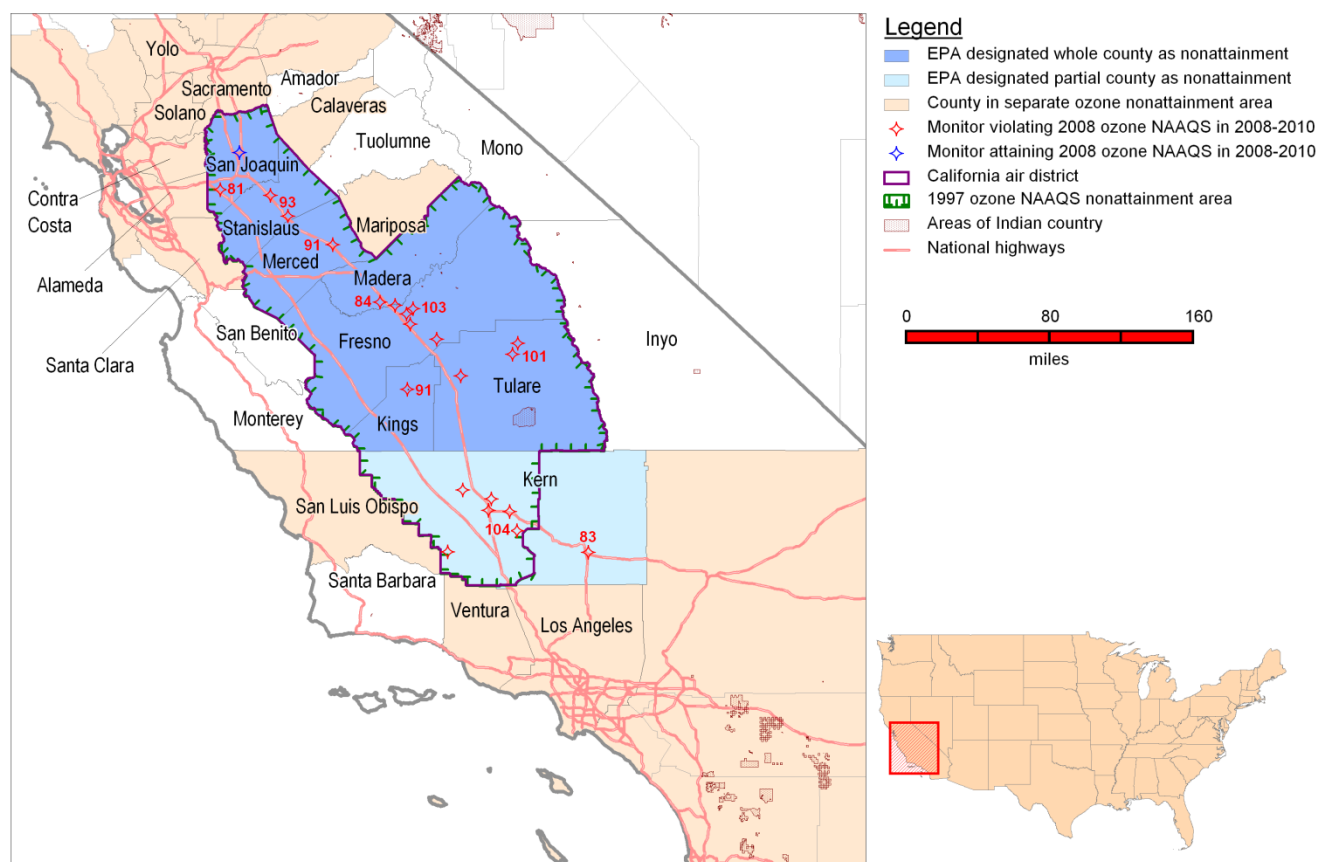 Yolo
Sacramento
Amador
Solano
Calaveras
Tuolumne
Mono
San Joaquin
Contra
Costa
81
93
Stanislaus
Mariposa
91
Merced
Alameda
Madera
84
103
San Benito
Fresno
Inyo
Santa Clara
101
91
Tulare
Monterey
Kings
Kern
San Luis Obispo
104
83
Santa Barbara
Ventura
Los Angeles
Legend
EPA designated whole county as nonattainment
EPA designated partial county as nonattainment
County in separate ozone nonattainment area
Monitor violating 2008 ozone NAAQS in 2008-2010
Monitor attaining 2008 ozone NAAQS in 2008-2010
California air district
1997 ozone NAAQS nonattainment area
Areas of Indian country
National highways
0 80 160
miles